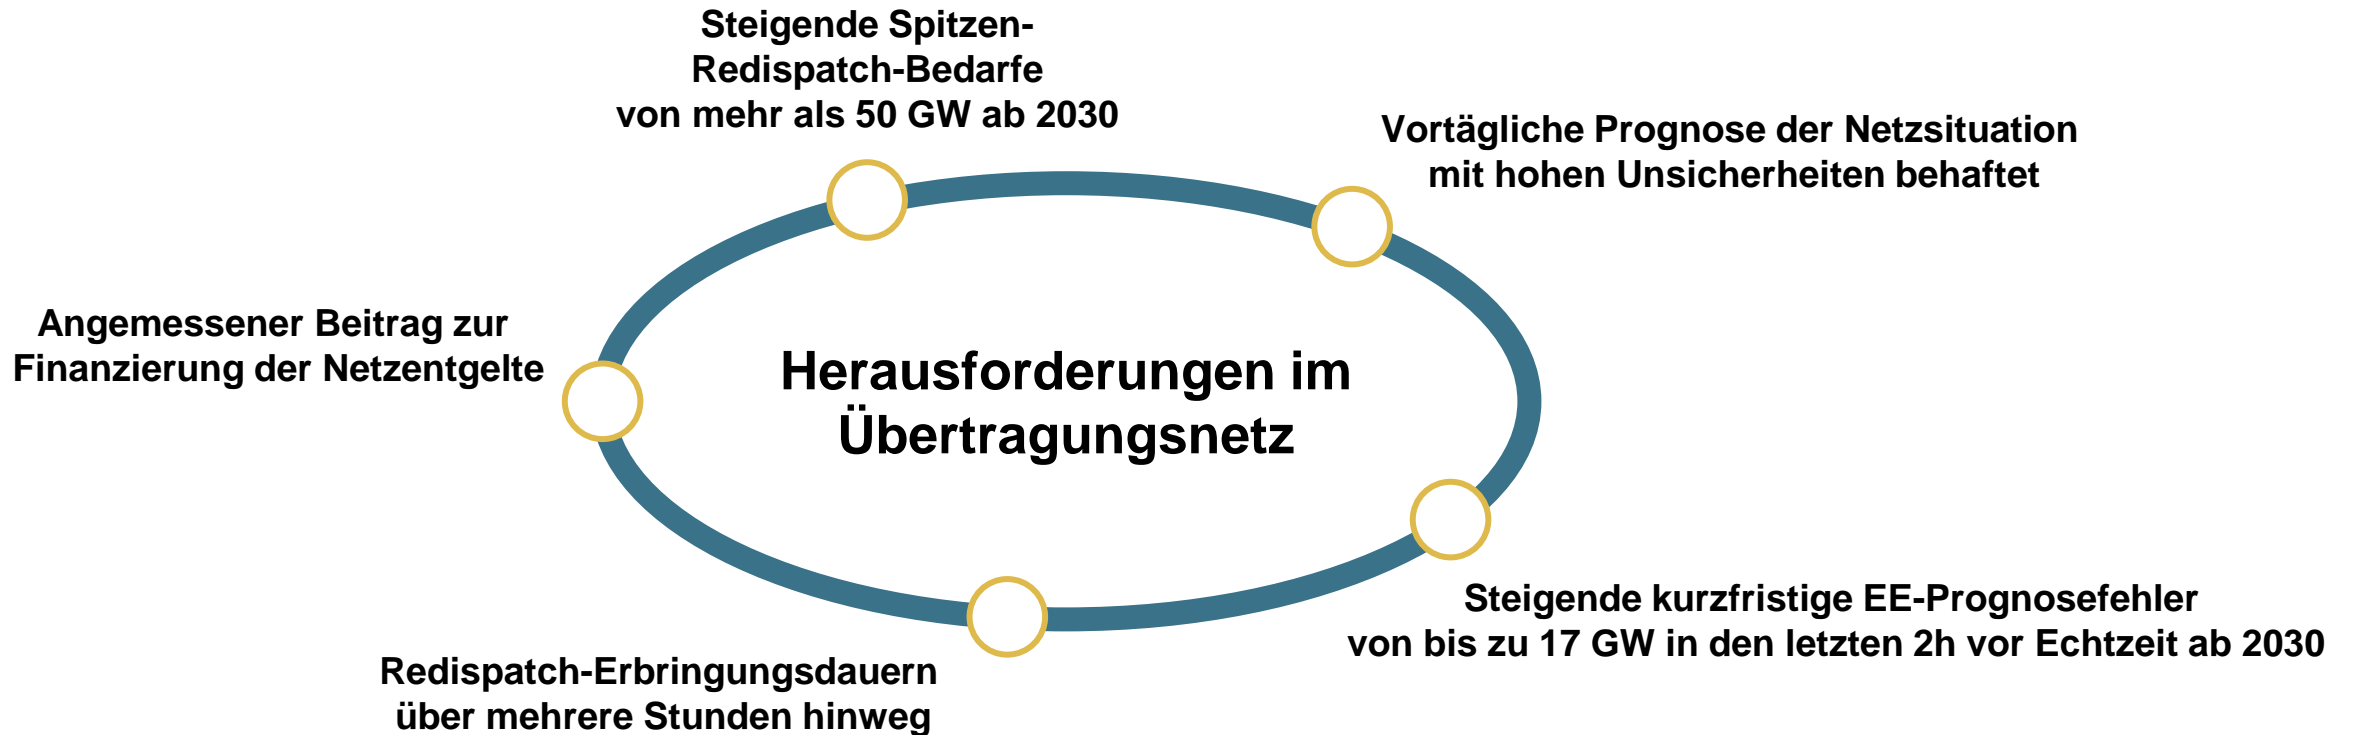 Steigende Spitzen-
Redispatch-Bedarfe
von mehr als 50 GW ab 2030
Vortägliche Prognose der Netzsituation
mit hohen Unsicherheiten behaftet
Angemessener Beitrag zur
Finanzierung der Netzentgelte
Herausforderungen im
Übertragungsnetz
Steigende kurzfristige EE-Prognosefehler
von bis zu 17 GW in den letzten 2h vor Echtzeit ab 2030
Redispatch-Erbringungsdauern
über mehrere Stunden hinweg